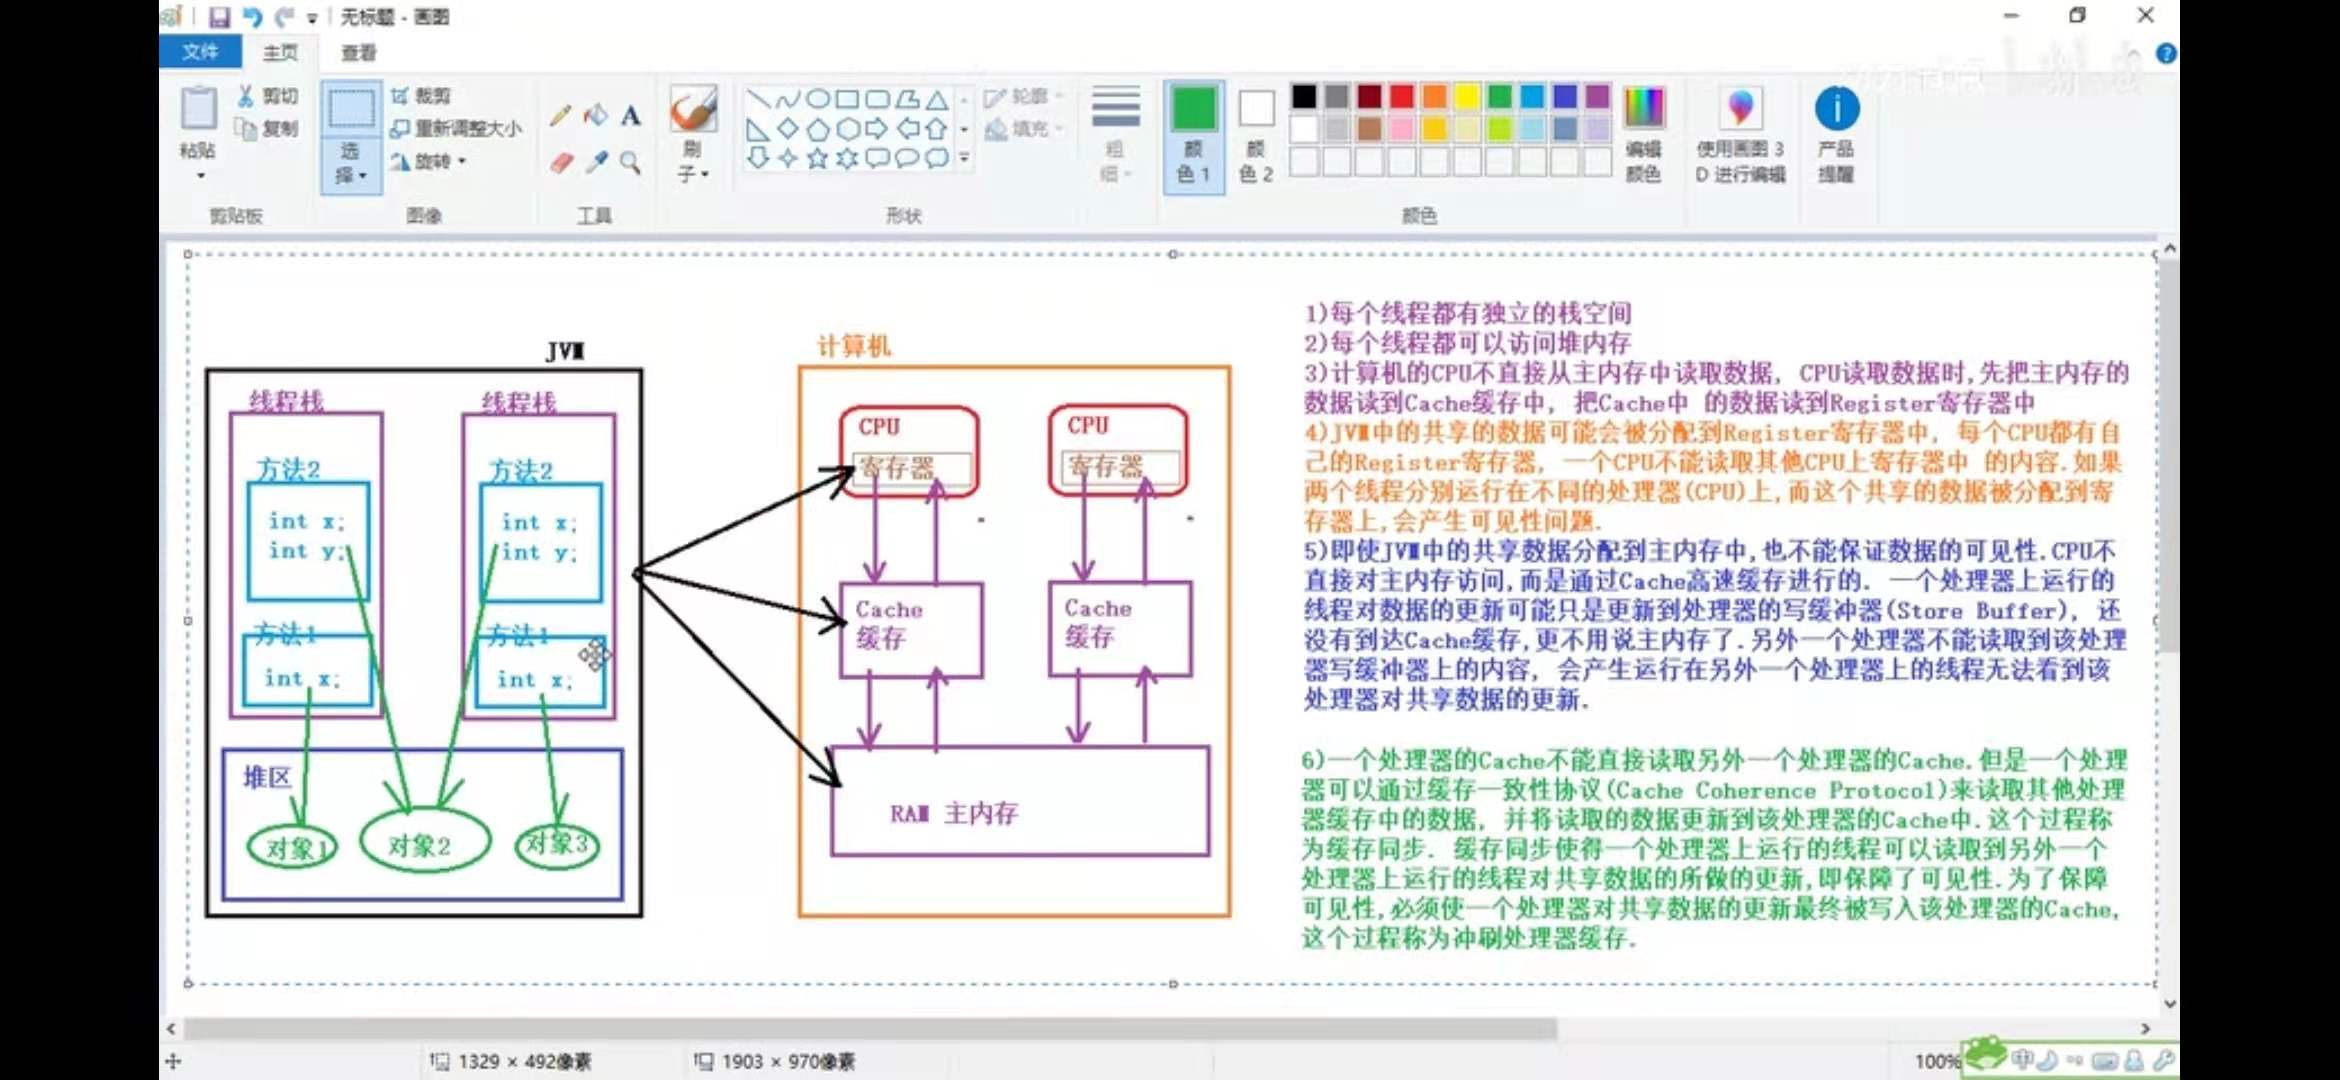 无标题 - 画图
文件 主页 查看
粘贴
剪切
复制
剪贴板
选择
裁剪
重新调整大小
旋转
图像
A
工具
刷子
轮廓
填充
形状
粗细
颜色 1
颜色 2
编辑颜色
颜色
使用画图 3D 进行编辑
产品提醒
JVM
线程栈 线程栈
方法2 方法2
int x; int x;
int y; int y;
方法1 方法1
int x; int x;
堆区
对象1 对象2 对象3
计算机
CPU CPU
寄存器 寄存器
Cache Cache
缓存 缓存
RAM 主内存
1)每个线程都有独立的栈空间
2)每个线程都可以访问堆内存
3)计算机的CPU不直接从主内存中读取数据, CPU读取数据时,先把主内存的
数据读到Cache缓存中, 把Cache中 的数据读到Register寄存器中
4)JVM中的共享的数据可能会被分配到Register寄存器中, 每个CPU都有自
己的Register寄存器, 一个CPU不能读取其他CPU上寄存器中 的内容.如果
两个线程分别运行在不同的处理器(CPU)上,而这个共享的数据被分配到寄
存器上,会产生可见性问题.
5)即使JVM中的共享数据分配到主内存中,也不能保证数据的可见性.CPU不
直接对主内存访问,而是通过Cache高速缓存进行的. 一个处理器上运行的
线程对数据的更新可能只是更新到处理器的写缓冲器(Store Buffer), 还
没有到达Cache缓存,更不用说主内存了.另外一个处理器不能读取到该处理
器写缓冲器上的内容, 会产生运行在另外一个处理器上的线程无法看到该
处理器对共享数据的更新.
6)一个处理器的Cache不能直接读取另外一个处理器的Cache.但是一个处理
器可以通过缓存一致性协议(Cache Coherence Protocol)来读取其他处理
器缓存中的数据, 并将读取的数据更新到该处理器的Cache中.这个过程称
为缓存同步. 缓存同步使得一个处理器上运行的线程可以读取到另外一个
处理器上运行的线程对共享数据的所做的更新,即保障了可见性.为了保障
可见性,必须使一个处理器对共享数据的更新最终被写入该处理器的Cache,
这个过程称为冲刷处理器缓存.
1329 × 492像素
1903 × 970像素
100%
中